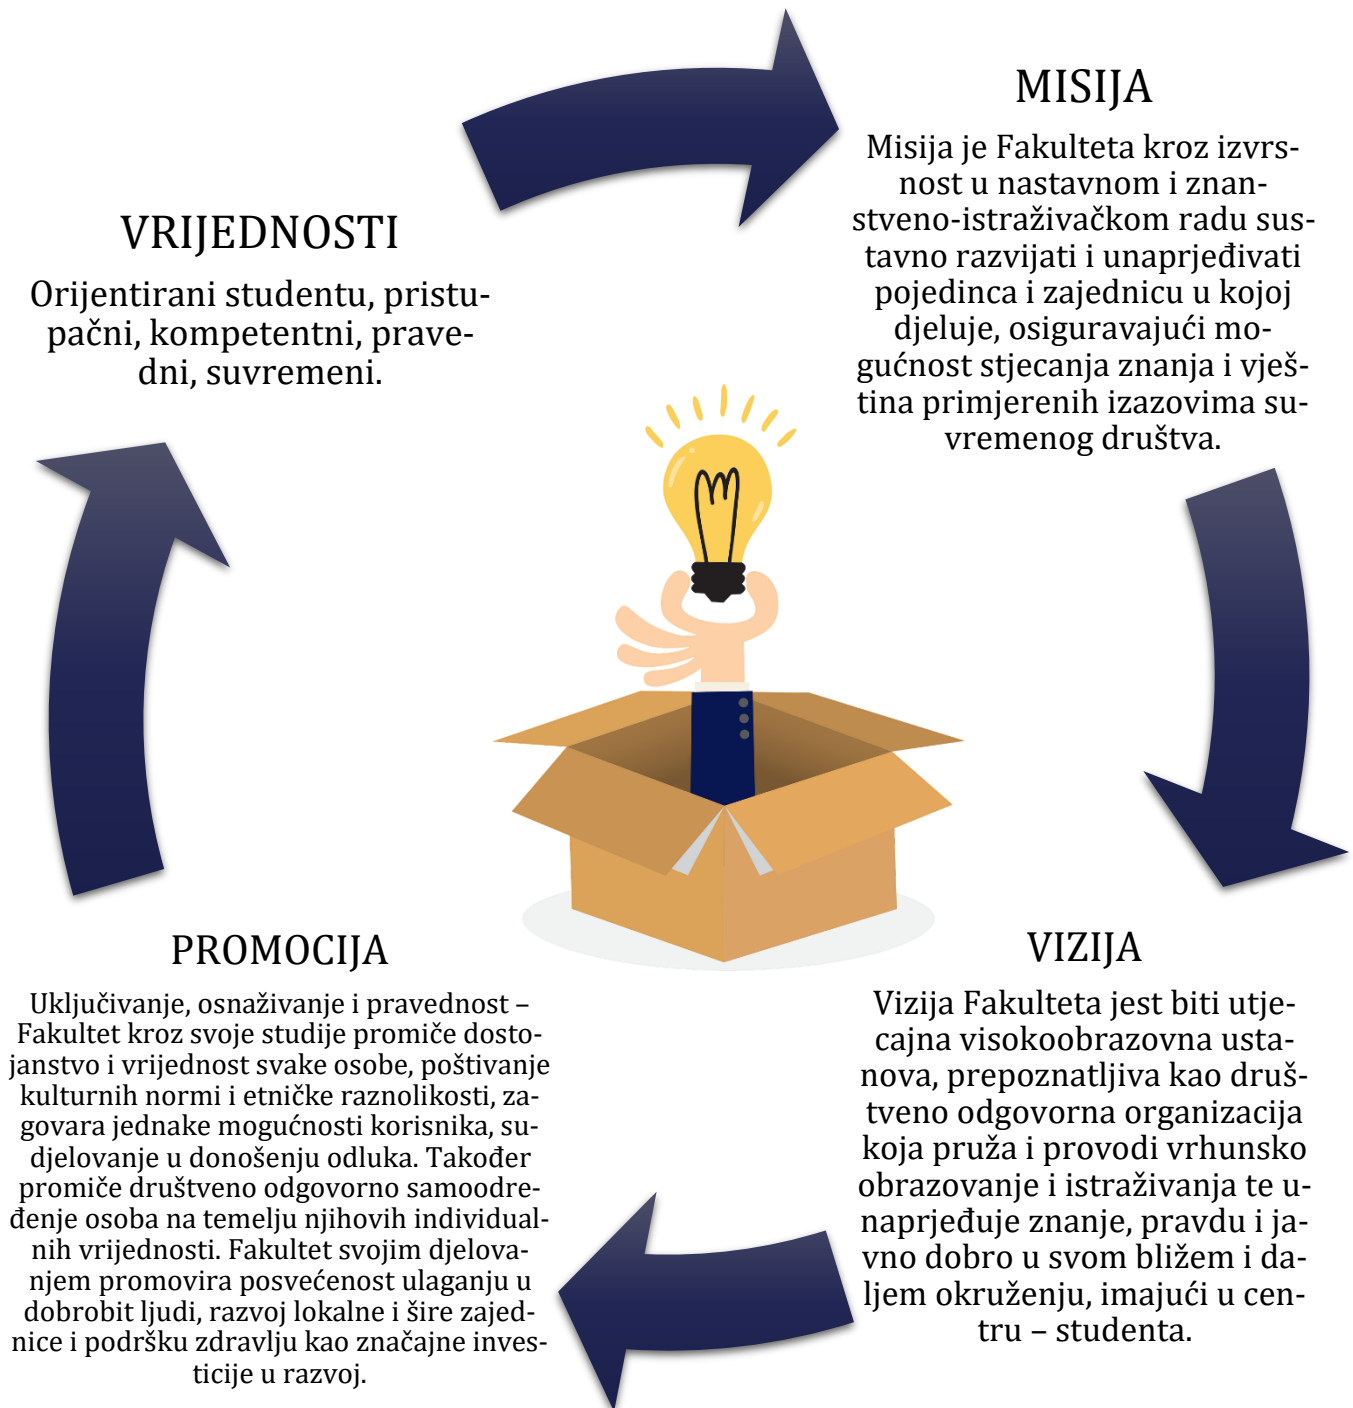 VRIJEDNOSTI
Orijentirani studentu, pristu-
pačni, kompetentni, prave-
dni, suvremeni.
MISIJA
Misija je Fakulteta kroz izvrs-
nost u nastavnom i znan-
stveno-istraživačkom radu sus-
tavno razvijati i unaprjeđivati
pojedinca i zajednicu u kojoj
djeluje, osiguravajući mo-
gućnost stjecanja znanja i vješ-
tina primjerenih izazovima su-
vremenog društva.
VIZIJA
Vizija Fakulteta jest biti utje-
cajna visokoobrazovna usta-
nova, prepoznatljiva kao druš-
tveno odgovorna organizacija
koja pruža i provodi vrhunsko
obrazovanje i istraživanja te u-
naprjeđuje znanje, pravdu i ja-
vno dobro u svom bližem i da-
ljem okruženju, imajući u cen-
tru – studenta.
PROMOCIJA
Uključivanje, osnaživanje i pravednost –
Fakultet kroz svoje studije promiče dosto-
janstvo i vrijednost svake osobe, poštivanje
kulturnih normi i etničke raznolikosti, za-
govara jednake mogućnosti korisnika, su-
djelovanje u donošenju odluka. Također
promiče društveno odgovorno samoodre-
đenje osoba na temelju njihovih individual-
nih vrijednosti. Fakultet svojim djelova-
njem promovira posvećenost ulaganju u
dobrobit ljudi, razvoj lokalne i šire zajed-
nice i podršku zdravlju kao značajne inves-
ticije u razvoj.